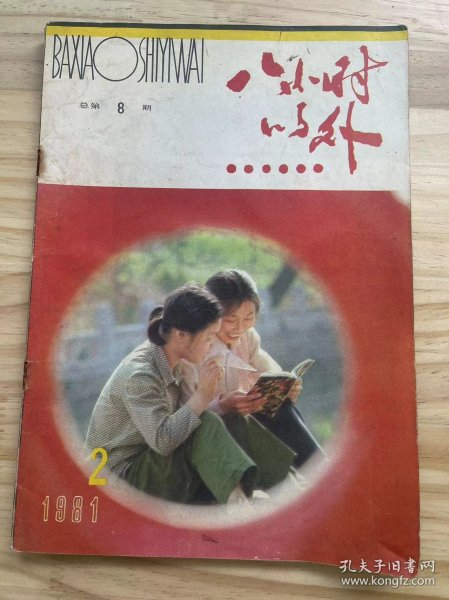 BAXIAOSHIYIWAI
总第 8 期
八小时
以外
2
1981
孔夫子旧书网
www.kongfz.com